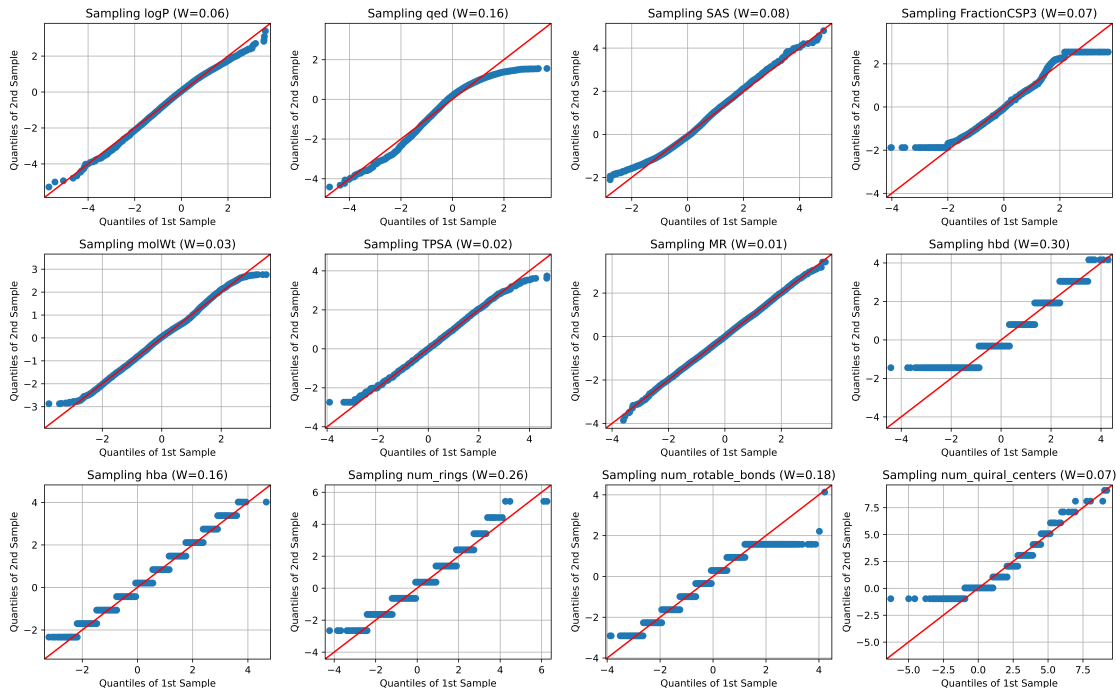 Sampling logP (W=0.06)
Quantiles of 2nd Sample
2
0
−2
−4
−4 −2 0 2
Quantiles of 1st Sample
Sampling qed (W=0.16)
Quantiles of 2nd Sample
2
0
−2
−4
−4 −2 0 2
Quantiles of 1st Sample
Sampling SAS (W=0.08)
Quantiles of 2nd Sample
4
2
0
−2
−2 0 2 4
Quantiles of 1st Sample
Sampling FractionCSP3 (W=0.07)
Quantiles of 2nd Sample
2
0
−2
−4
−4 −2 0 2
Quantiles of 1st Sample
Sampling molWt (W=0.03)
Quantiles of 2nd Sample
3
2
1
0
−1
−2
−3
−2 0 2
Quantiles of 1st Sample
Sampling TPSA (W=0.02)
Quantiles of 2nd Sample
4
2
0
−2
−4
−4 −2 0 2 4
Quantiles of 1st Sample
Sampling MR (W=0.01)
Quantiles of 2nd Sample
2
0
−2
−4
−4 −2 0 2
Quantiles of 1st Sample
Sampling hbd (W=0.30)
Quantiles of 2nd Sample
4
2
0
−2
−4
−4 −2 0 2 4
Quantiles of 1st Sample
Sampling hba (W=0.16)
Quantiles of 2nd Sample
4
2
0
−2
−2 0 2 4
Quantiles of 1st Sample
Sampling num_rings (W=0.26)
Quantiles of 2nd Sample
6
4
2
0
−2
−4
−4 −2 0 2 4 6
Quantiles of 1st Sample
Sampling num_rotable_bonds (W=0.18)
Quantiles of 2nd Sample
4
2
0
−2
−4
−4 −2 0 2 4
Quantiles of 1st Sample
Sampling num_quiral_centers (W=0.07)
Quantiles of 2nd Sample
7.5
5.0
2.5
0.0
−2.5
−5.0
−5.0 −2.5 0.0 2.5 5.0 7.5
Quantiles of 1st Sample